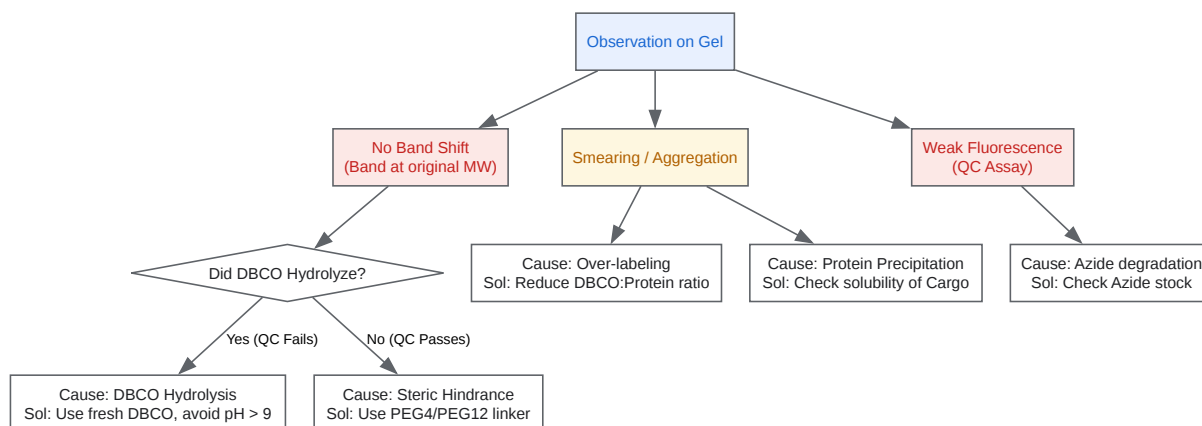 Observation on Gel
No Band Shift
(Band at original MW)
Smearing / Aggregation
Weak Fluorescence
(QC Assay)
Did DBCO Hydrolyze?
Cause: Over-labeling
Sol: Reduce DBCO:Protein ratio
Cause: Protein Precipitation
Sol: Check solubility of Cargo
Cause: Azide degradation
Sol: Check Azide stock
Yes (QC Fails)
No (QC Passes)
Cause: DBCO Hydrolysis
Sol: Use fresh DBCO, avoid pH > 9
Cause: Steric Hindrance
Sol: Use PEG4/PEG12 linker